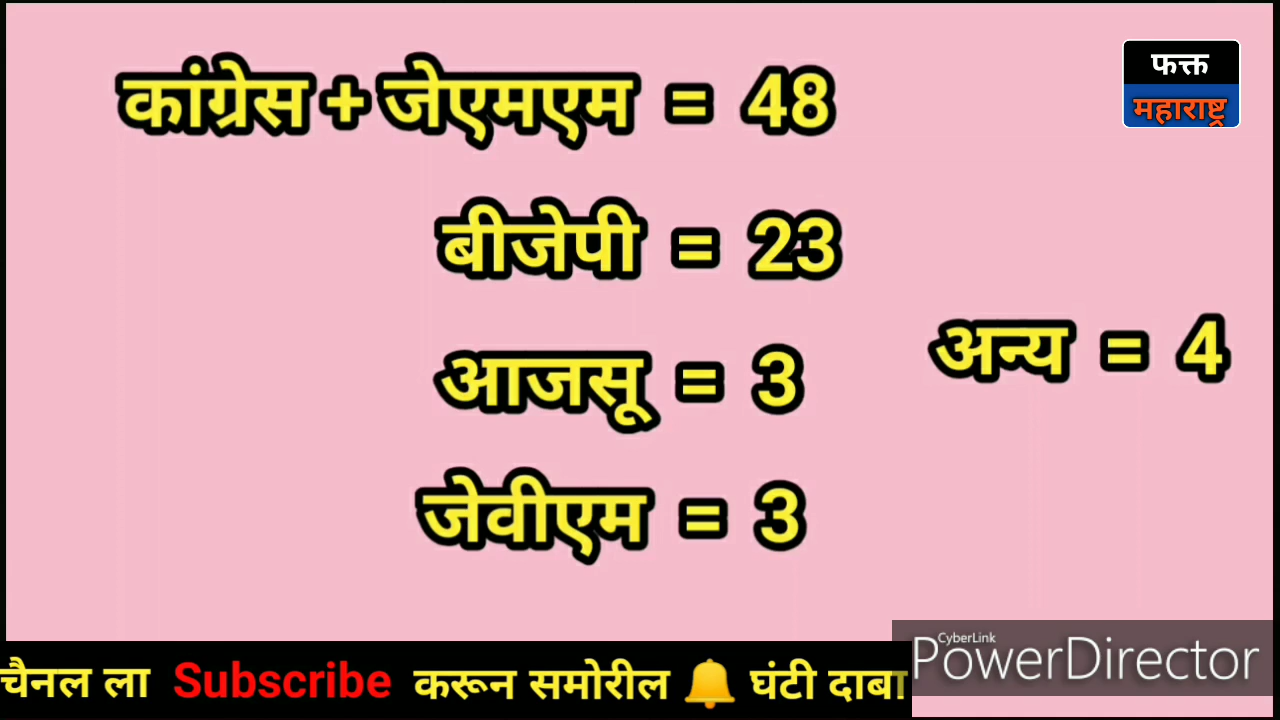 कांग्रेस + जेएमएम = 48
फक्त
महाराष्ट्र
बीजेपी = 23
अन्य = 4
आजसू = 3
जेवीएम = 3
CyberLink
PowerDirector
चैनल ला Subscribe करून समोरील 🔔 घंटी दाबा